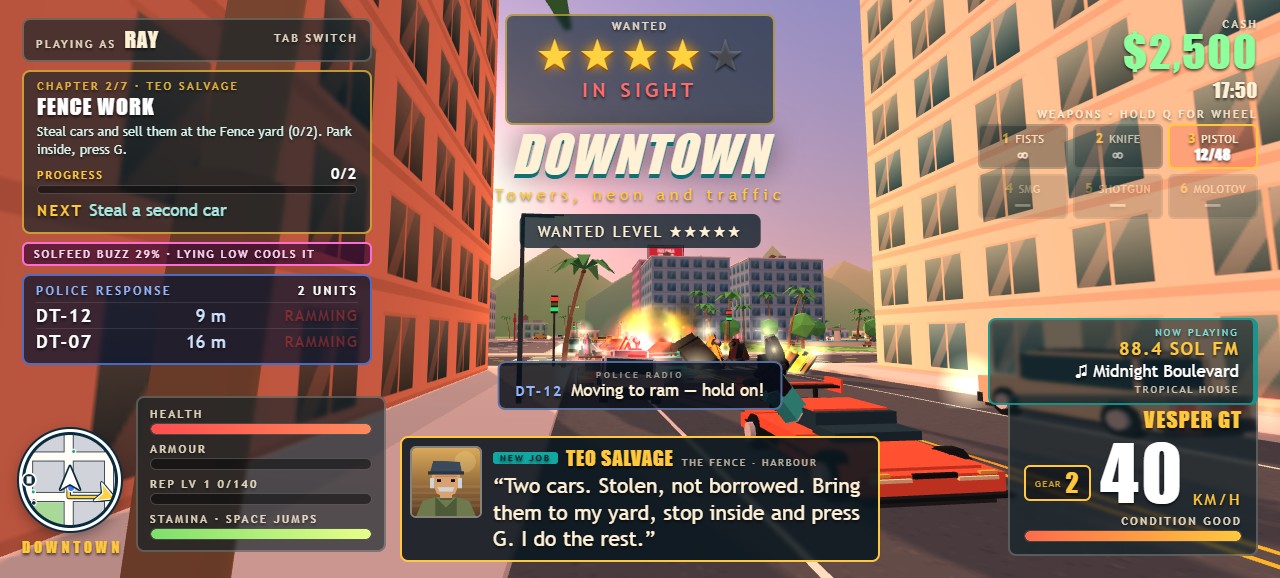 PLAYING AS RAY
TAB SWITCH
CHAPTER 2/7 · TEO SALVAGE
FENCE WORK
Steal cars and sell them at the Fence yard (0/2). Park
inside, press G.
PROGRESS 0/2
NEXT Steal a second car
SOLFEED BUZZ 29% · LYING LOW COOLS IT
POLICE RESPONSE 2 UNITS
DT-12 9 m RAMMING
DT-07 16 m RAMMING
HEALTH
ARMOUR
REP LV 1 0/140
STAMINA · SPACE JUMPS
DOWNTOWN
WANTED
IN SIGHT
DOWNTOWN
Towers, neon and traffic
WANTED LEVEL ★★★★★
POLICE RADIO
DT-12 Moving to ram — hold on!
NEW JOB TEO SALVAGE THE FENCE · HARBOUR
“Two cars. Stolen, not borrowed. Bring
them to my yard, stop inside and press
G. I do the rest.”
CASH
$2,500
17:50
WEAPONS · HOLD Q FOR WHEEL
1 FISTS
∞
2 KNIFE
∞
3 PISTOL
12/48
4 SMG
—
5 SHOTGUN
—
6 MOLOTOV
—
NOW PLAYING
88.4 SOL FM
♫ Midnight Boulevard
TROPICAL HOUSE
VESPER GT
GEAR 2
40 KM/H
CONDITION GOOD